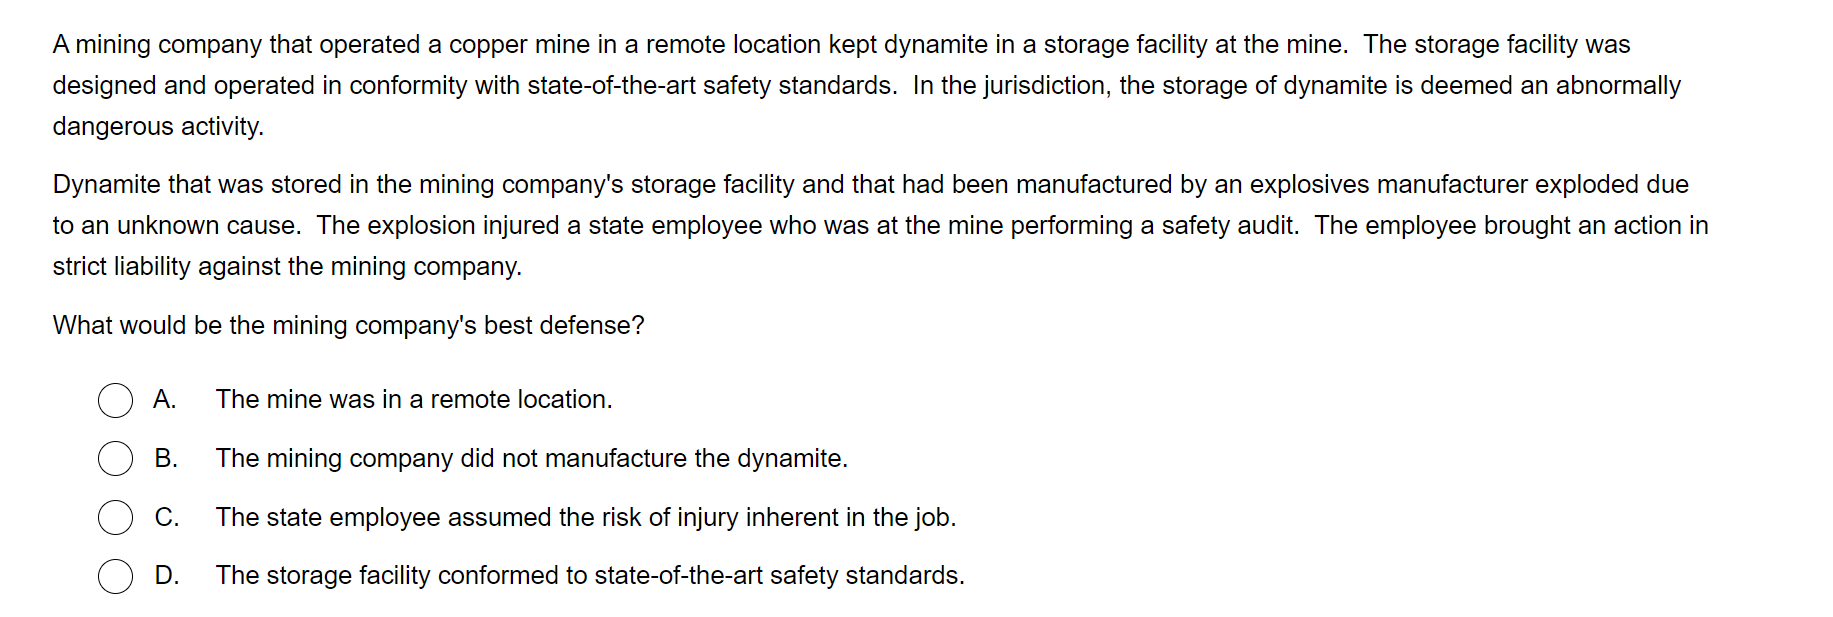 A mining company that operated a copper mine in a remote location kept dynamite in a storage facility at the mine.  The storage facility was
designed and operated in conformity with state-of-the-art safety standards.  In the jurisdiction, the storage of dynamite is deemed an abnormally
dangerous activity.
Dynamite that was stored in the mining company's storage facility and that had been manufactured by an explosives manufacturer exploded due
to an unknown cause.  The explosion injured a state employee who was at the mine performing a safety audit.  The employee brought an action in
strict liability against the mining company.
What would be the mining company's best defense?
A. The mine was in a remote location.
B. The mining company did not manufacture the dynamite.
C. The state employee assumed the risk of injury inherent in the job.
D. The storage facility conformed to state-of-the-art safety standards.